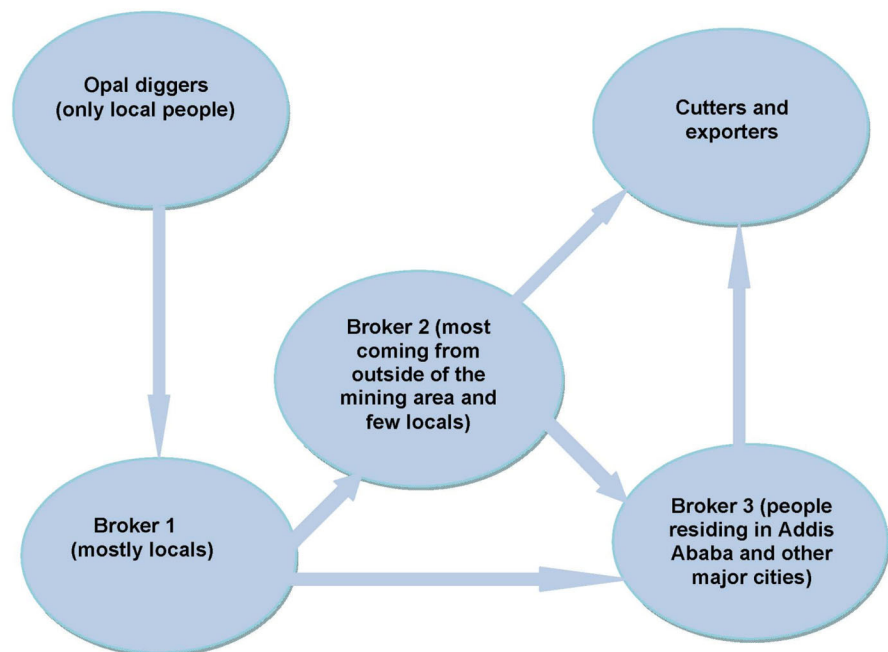 Opal diggers
(only local people)
Cutters and
exporters
Broker 2 (most
coming from
outside of the
mining area and
few locals)
Broker 1
(mostly locals)
Broker 3 (people
residing in Addis
Ababa and other
major cities)